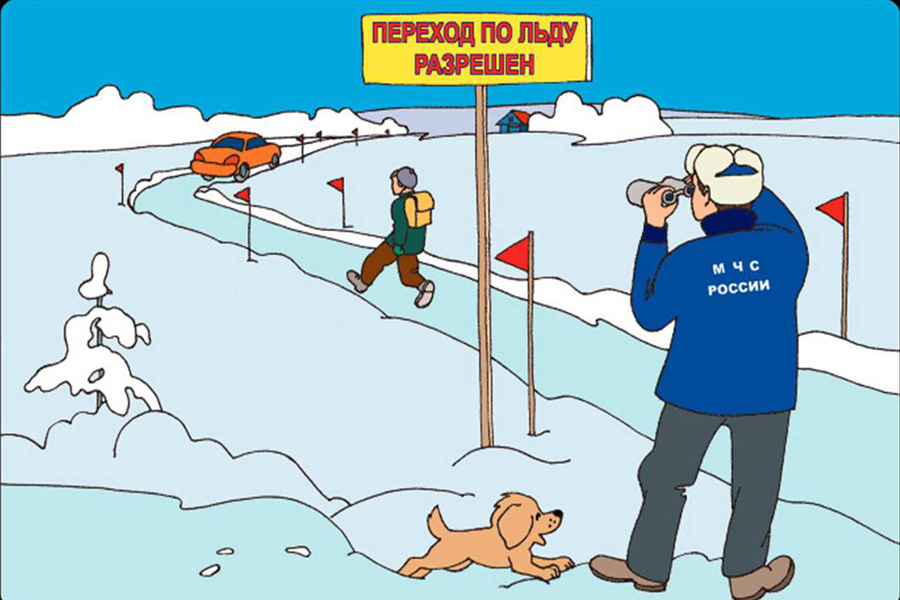 ПЕРЕХОД ПО ЛЬДУ
РАЗРЕШЕН
М Ч С
РОССИИ